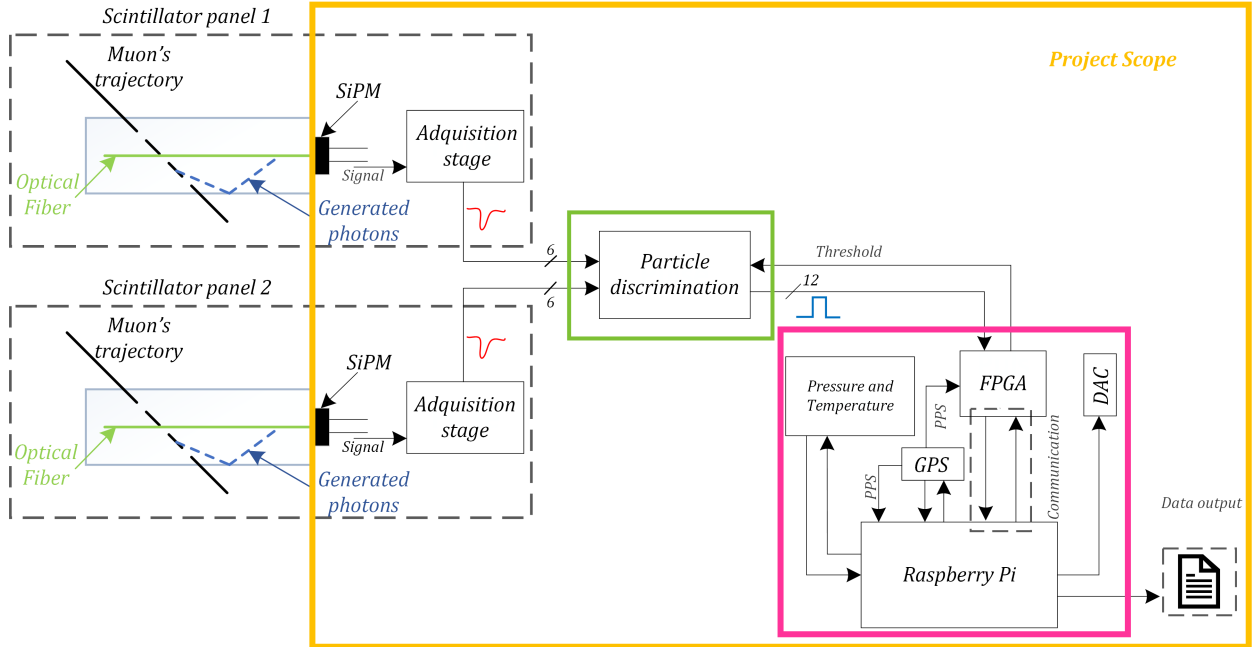 Scintillator panel 1
Muon's
trajectory
SiPM
Adquisition
stage
Signal
Optical
Fiber
Generated
photons
Project Scope
6
Particle
discrimination
Threshold
12
6
Scintillator panel 2
Muon's
trajectory
SiPM
Adquisition
stage
Signal
Optical
Fiber
Generated
photons
Pressure and
Temperature
FPGA
DAC
PPS
GPS
PPS
Communication
Raspberry Pi
Data output